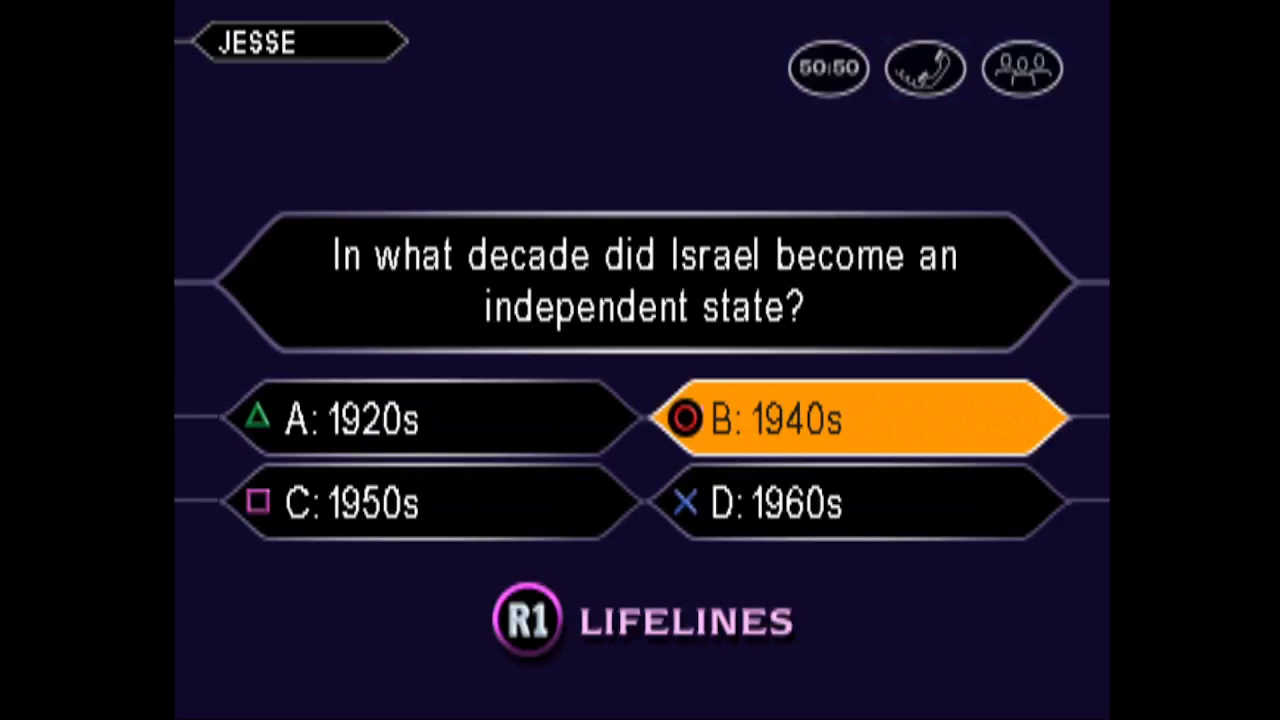 JESSE
50:50
In what decade did Israel become an
independent state?
A: 1920s
B: 1940s
C: 1950s
D: 1960s
R1 LIFELINES